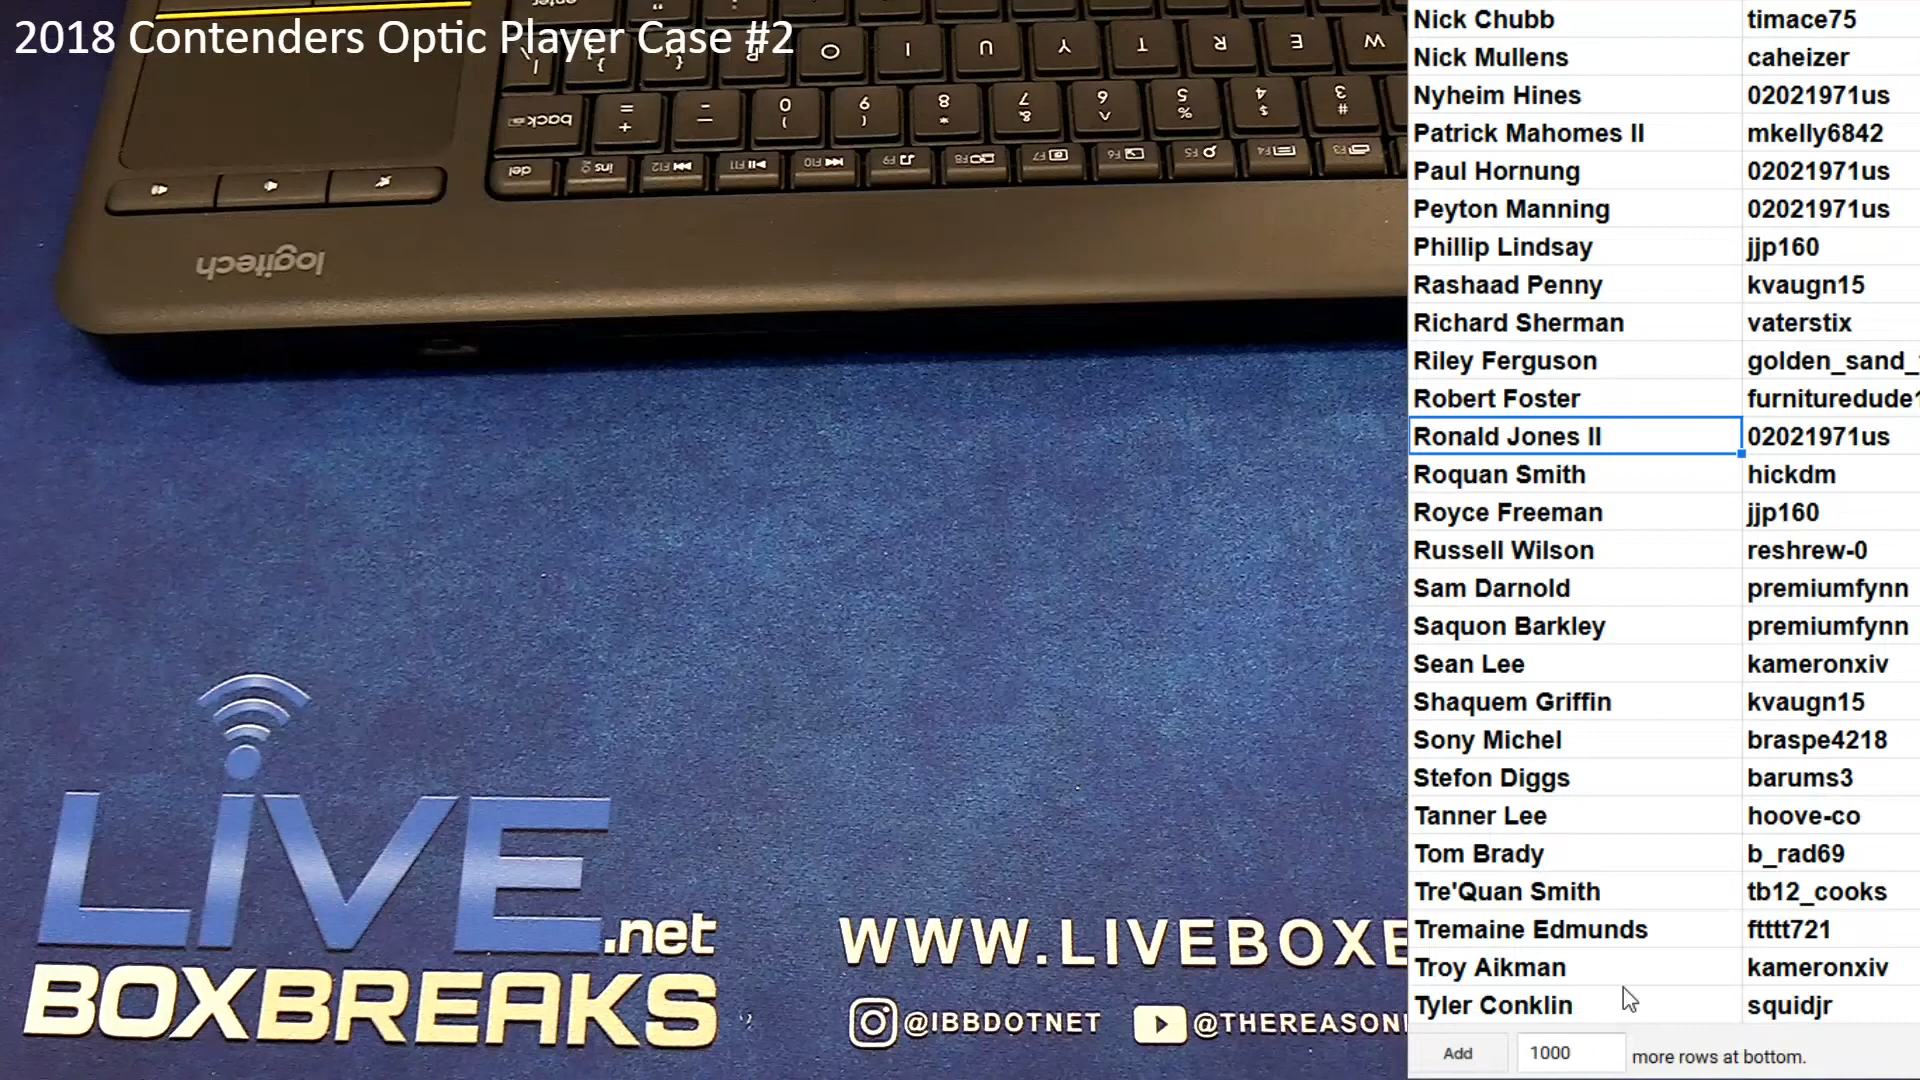 2018 Contenders Optic Player Case #2
logitech
LIVE
.net
BOXBREAKS
WWW.LIVEBOXB
@IBBDOTNET
@THEREASON
Nick Chubb timace75
Nick Mullens caheizer
Nyheim Hines 02021971us
Patrick Mahomes II mkelly6842
Paul Hornung 02021971us
Peyton Manning 02021971us
Phillip Lindsay jjp160
Rashaad Penny kvaugn15
Richard Sherman vaterstix
Riley Ferguson golden_sand_
Robert Foster furnituredude1
Ronald Jones II 02021971us
Roquan Smith hickdm
Royce Freeman jjp160
Russell Wilson reshrew-0
Sam Darnold premiumfynn
Saquon Barkley premiumfynn
Sean Lee kameronxiv
Shaquem Griffin kvaugn15
Sony Michel braspe4218
Stefon Diggs barums3
Tanner Lee hoove-co
Tom Brady b_rad69
Tre'Quan Smith tb12_cooks
Tremaine Edmunds ftttt721
Troy Aikman kameronxiv
Tyler Conklin squidjr
Add 1000 more rows at bottom.